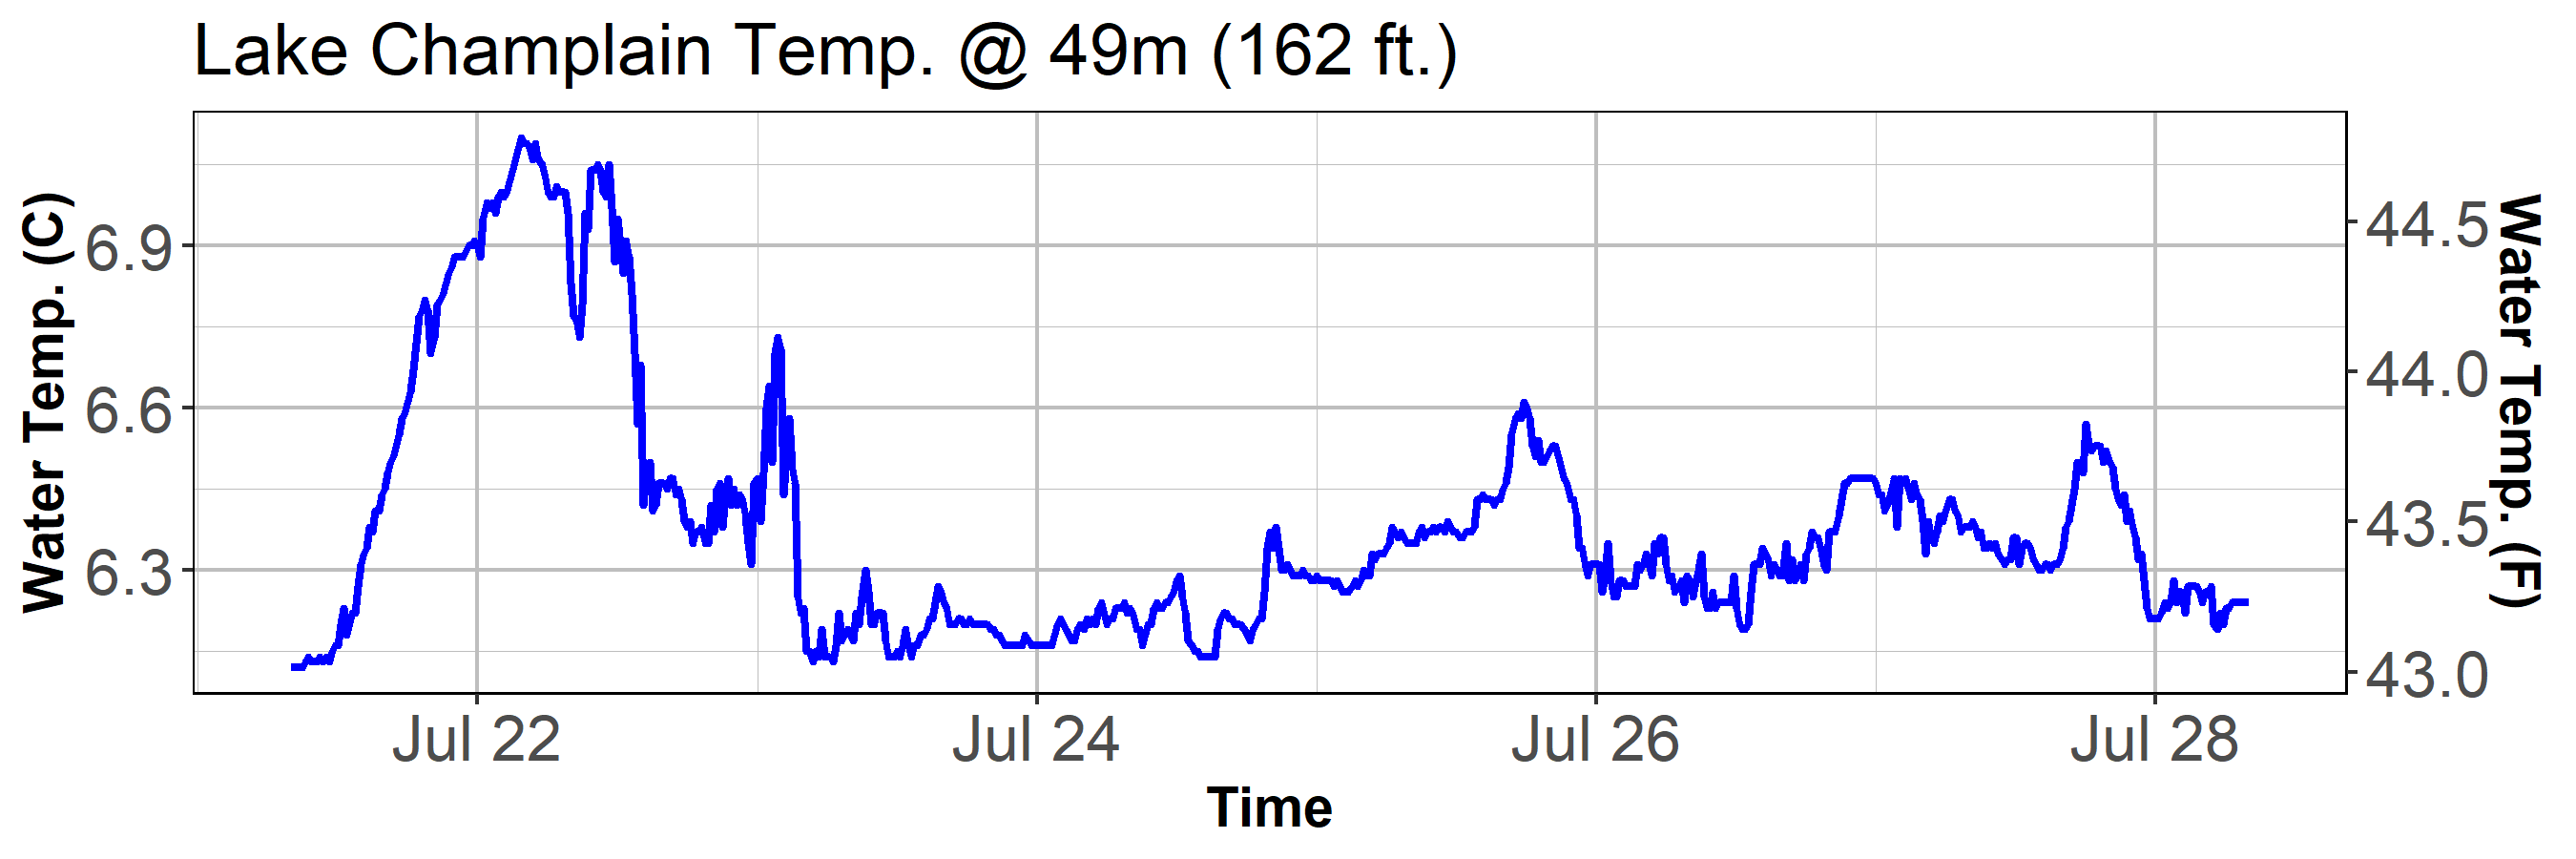 Lake Champlain Temp. @ 49m (162 ft.)
Water Temp. (C)
6.9
6.6
6.3
44.5
44.0
43.5
43.0
Water Temp. (F)
Jul 22 Jul 24 Jul 26 Jul 28
Time